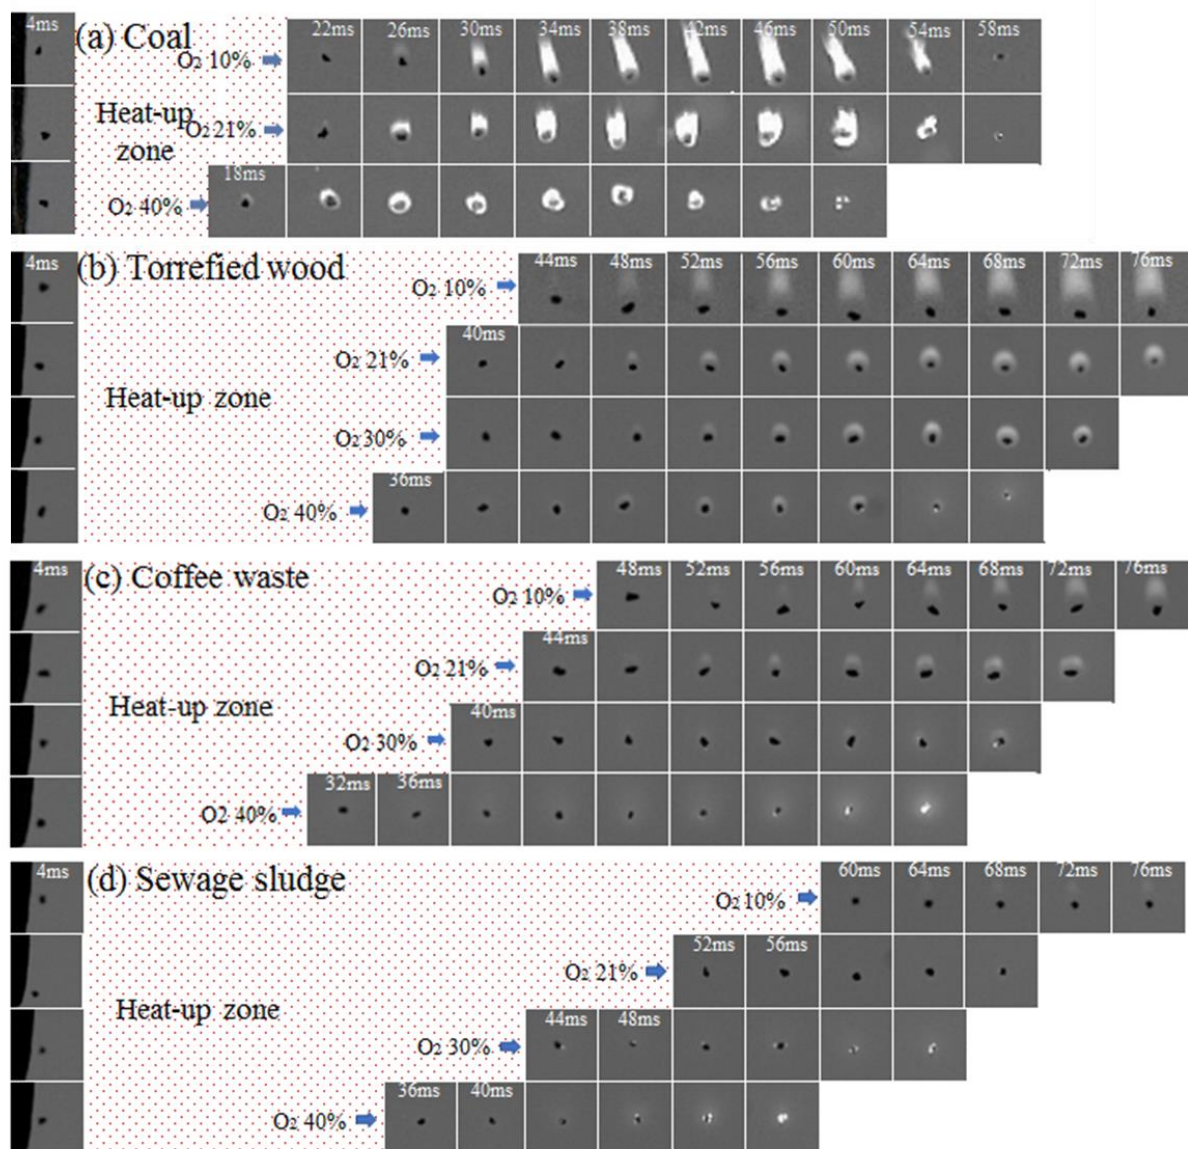 4ms
(a) Coal
22ms 26ms 30ms 34ms 38ms 42ms 46ms 50ms 54ms 58ms
O₂ 10%
Heat-up
zone
O₂ 21%
18ms
O₂ 40%
4ms
(b) Torrefied wood
44ms 48ms 52ms 56ms 60ms 64ms 68ms 72ms 76ms
O₂ 10%
40ms
O₂ 21%
Heat-up zone
O₂ 30%
36ms
O₂ 40%
4ms
(c) Coffee waste
48ms 52ms 56ms 60ms 64ms 68ms 72ms 76ms
O₂ 10%
44ms
O₂ 21%
Heat-up zone
40ms
O₂ 30%
32ms 36ms
O2 40%
4ms
(d) Sewage sludge
60ms 64ms 68ms 72ms 76ms
O₂ 10%
52ms 56ms
O₂ 21%
Heat-up zone
44ms 48ms
O₂ 30%
36ms 40ms
O₂ 40%